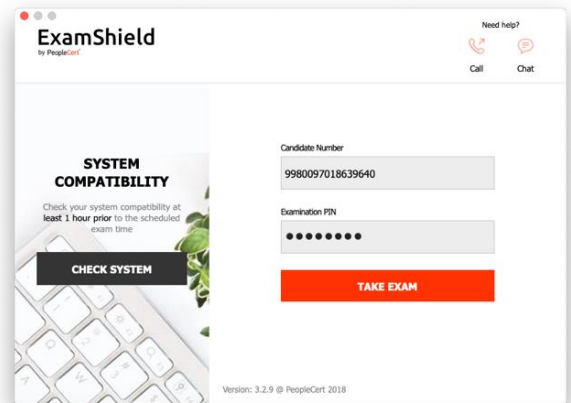 ExamShield
by PeopleCert
Need help?
Call
Chat
SYSTEM
COMPATIBILITY
Check your system compatibility at
least 1 hour prior to the scheduled
exam time
CHECK SYSTEM
Candidate Number
9980097018639640
Examination PIN
TAKE EXAM
Version: 3.2.9 @ PeopleCert 2018